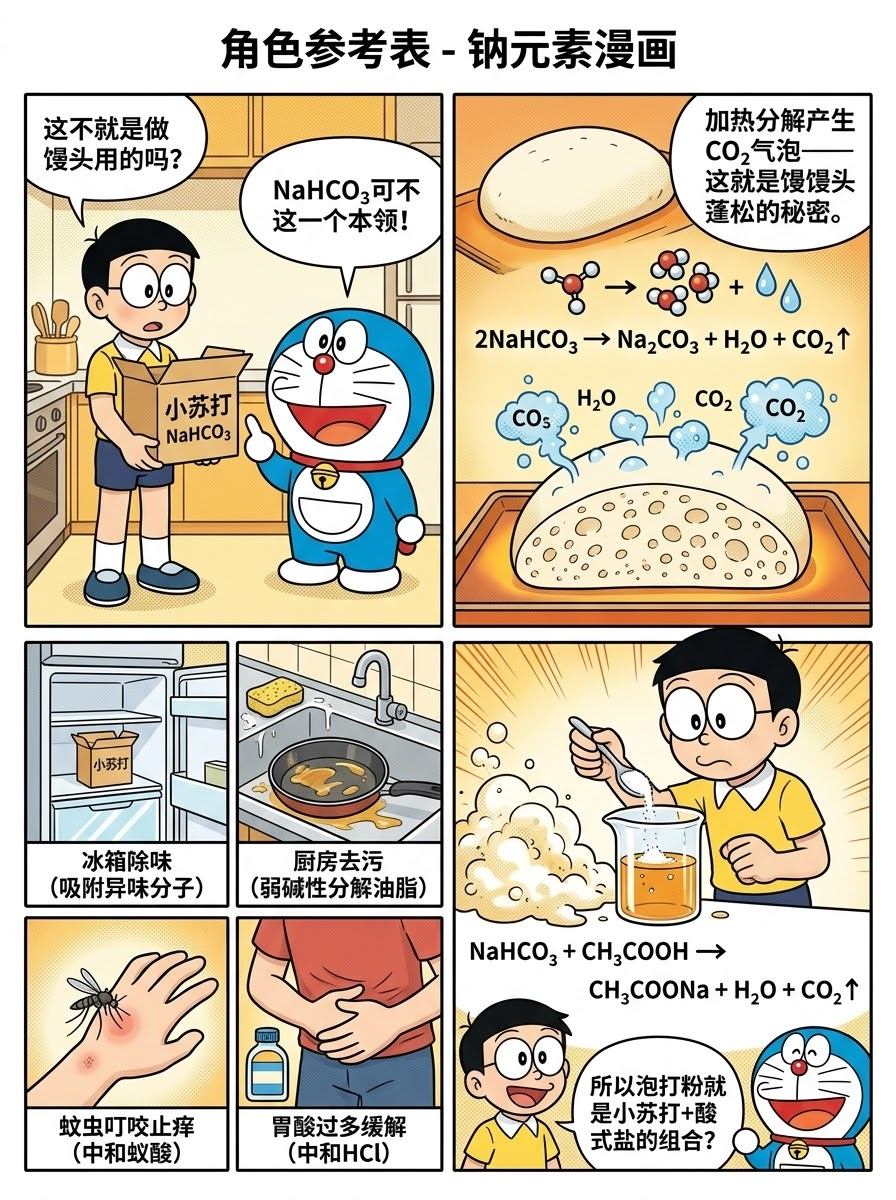 角色参考表 - 钠元素漫画
这不就是做
馒头用的吗?
NaHCO₃可不
这一个本领!
小苏打
NaHCO₃
加热分解产生
CO₂气泡——
这就是馒馒头
蓬松的秘密。
→ +
2NaHCO₃ → Na₂CO₃ + H₂O + CO₂↑
CO₅
H₂O
CO₂
CO₂
小苏打
冰箱除味
(吸附异味分子)
厨房去污
(弱碱性分解油脂)
蚊虫叮咬止痒
(中和蚁酸)
胃酸过多缓解
(中和HCl)
NaHCO₃ + CH₃COOH →
CH₃COONa + H₂O + CO₂↑
所以泡打粉就
是小苏打+酸
式盐的组合?